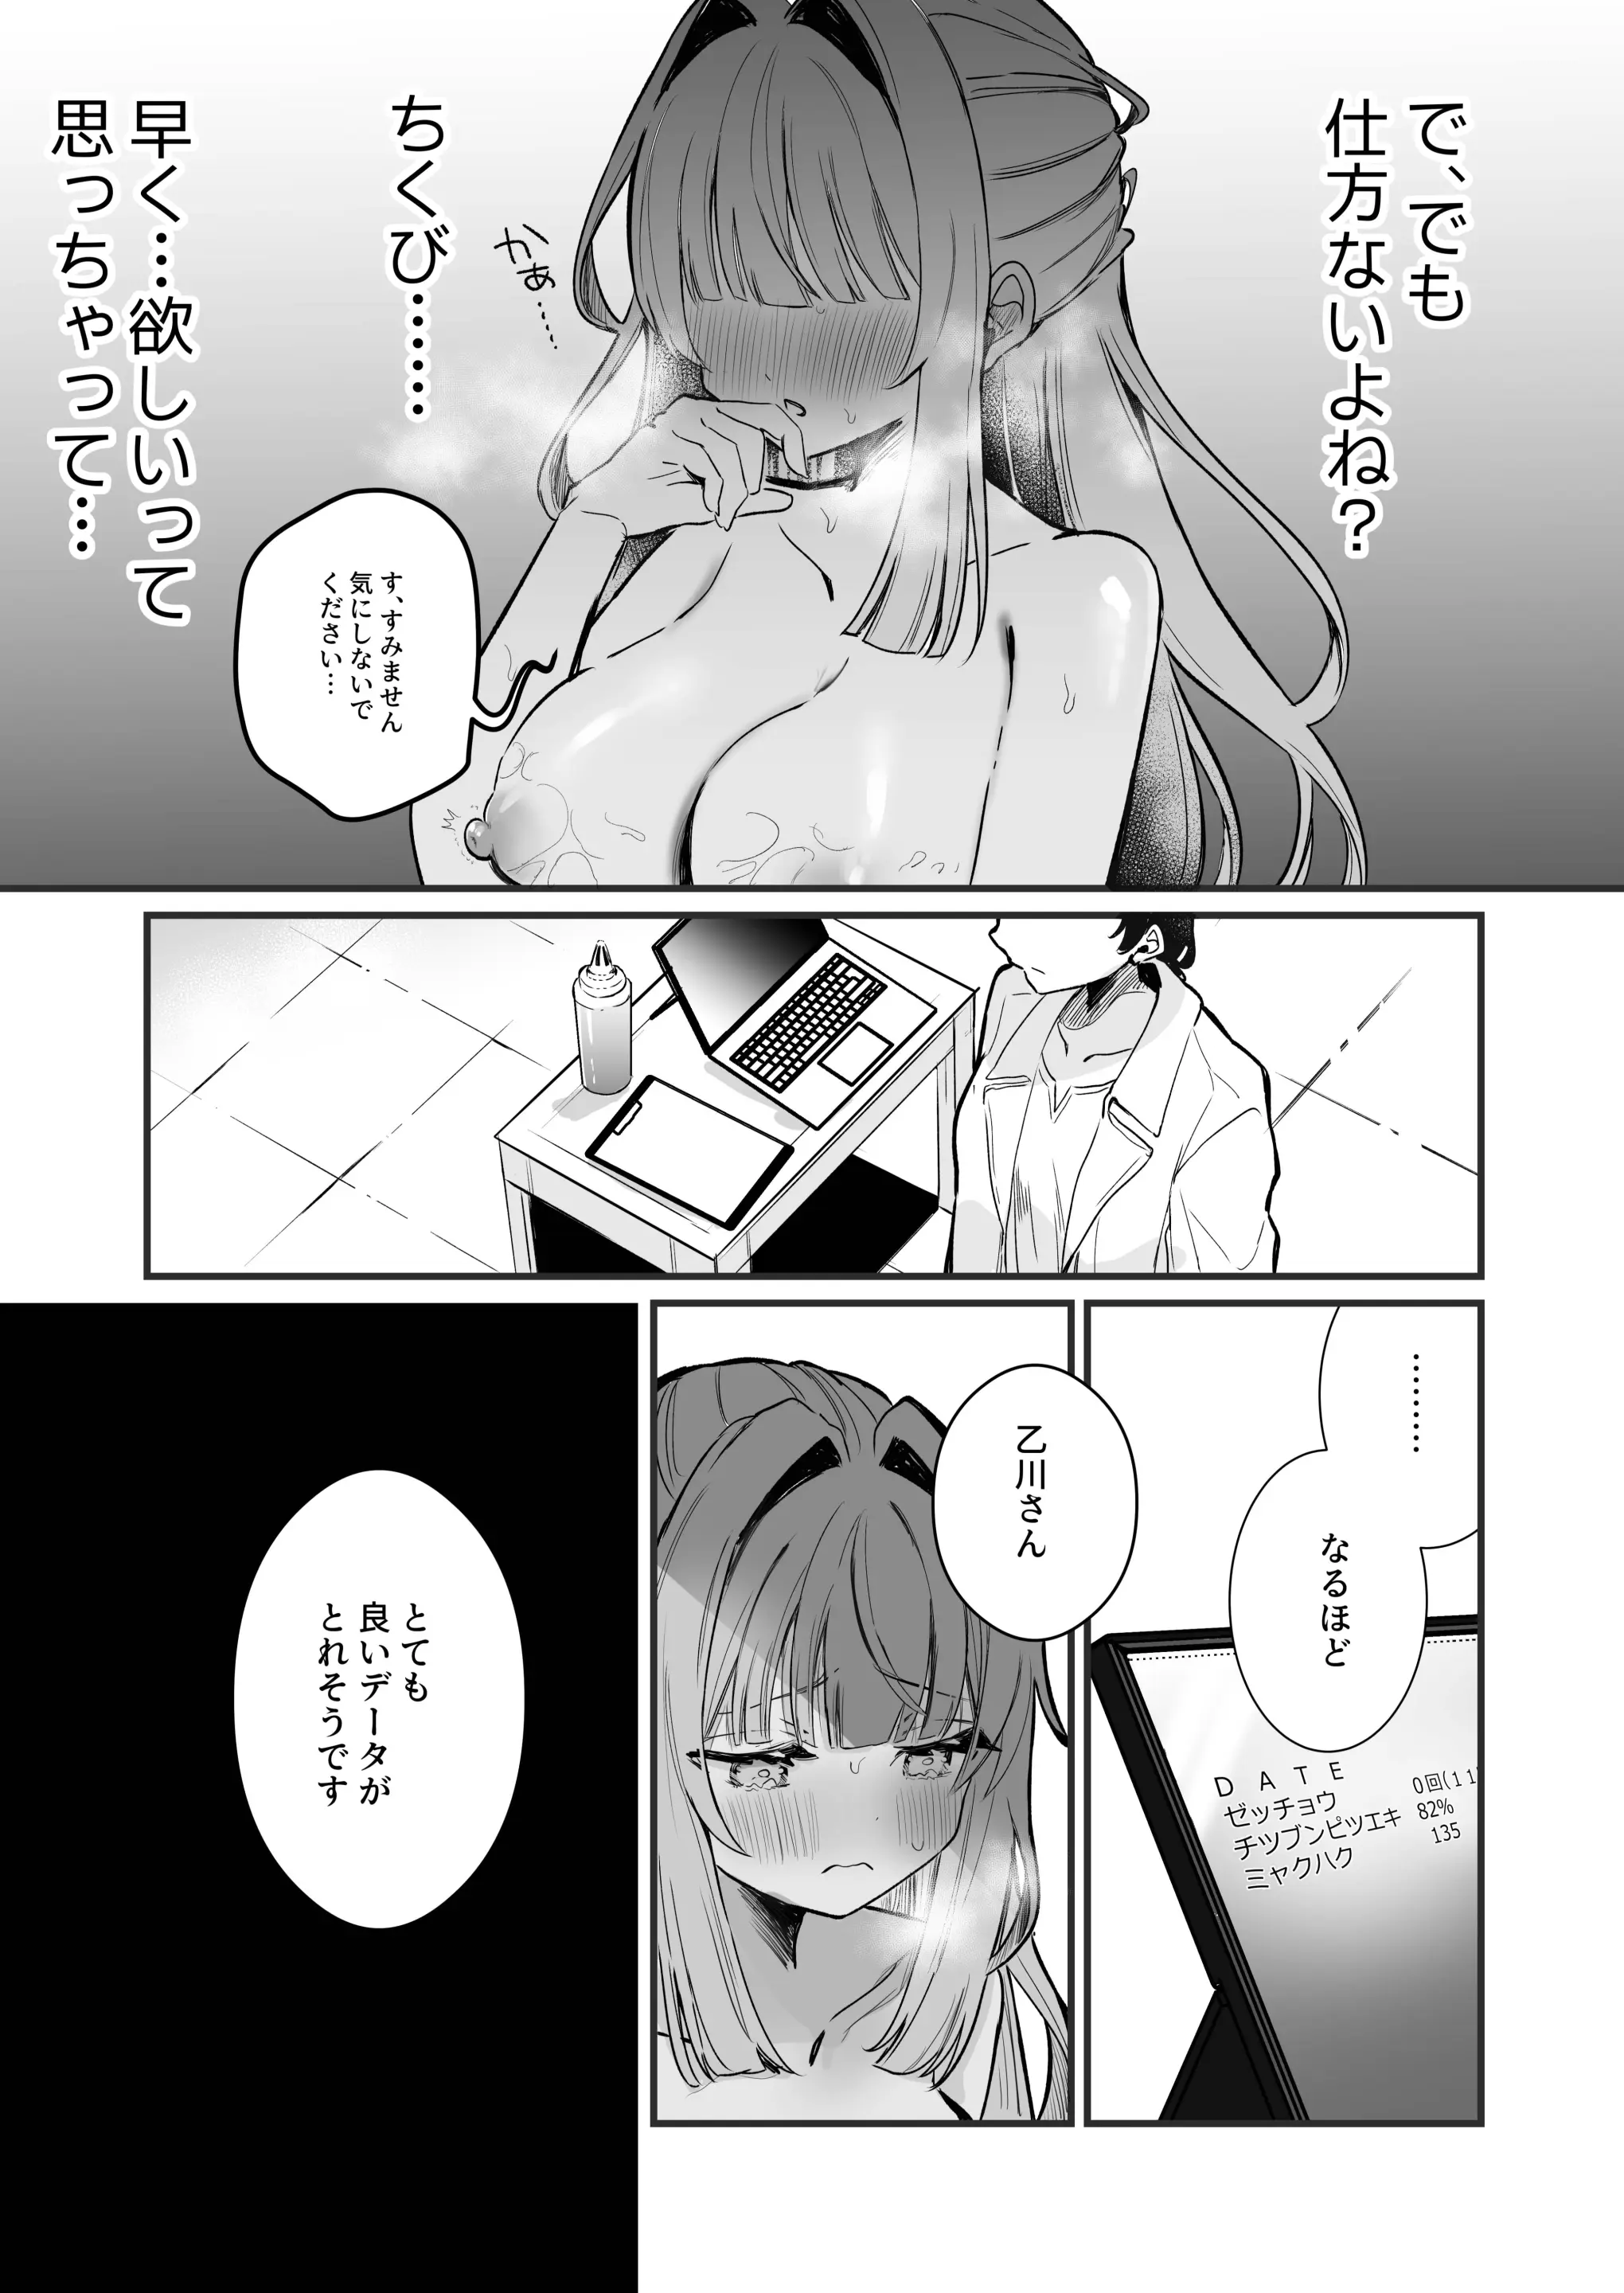 で、でも
仕方ないよね？
ちくび………
かぁ……
早く…欲しいって
思っちゃって…
す、すみません
気にしないで
ください…
………
なるほど
DATE
ゼッチョウ 0回(11
チツブンピツエキ 82%
ミャクハク 135
乙川さん
とても
良いデータが
とれそうです